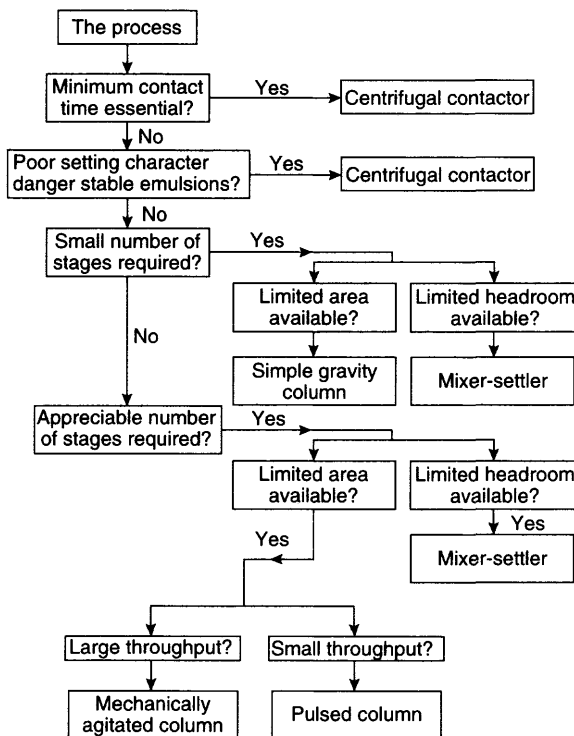 The process
Minimum contact
time essential?
Yes
Centrifugal contactor
No
Poor setting character
danger stable emulsions?
Yes
Centrifugal contactor
No
Small number of
stages required?
Yes
Limited area
available?
Limited headroom
available?
No
Simple gravity
column
Mixer-settler
Appreciable number
of stages required?
Yes
Limited area
available?
Limited headroom
available?
Yes
Yes
Mixer-settler
Large throughput?
Small throughput?
Mechanically
agitated column
Pulsed column